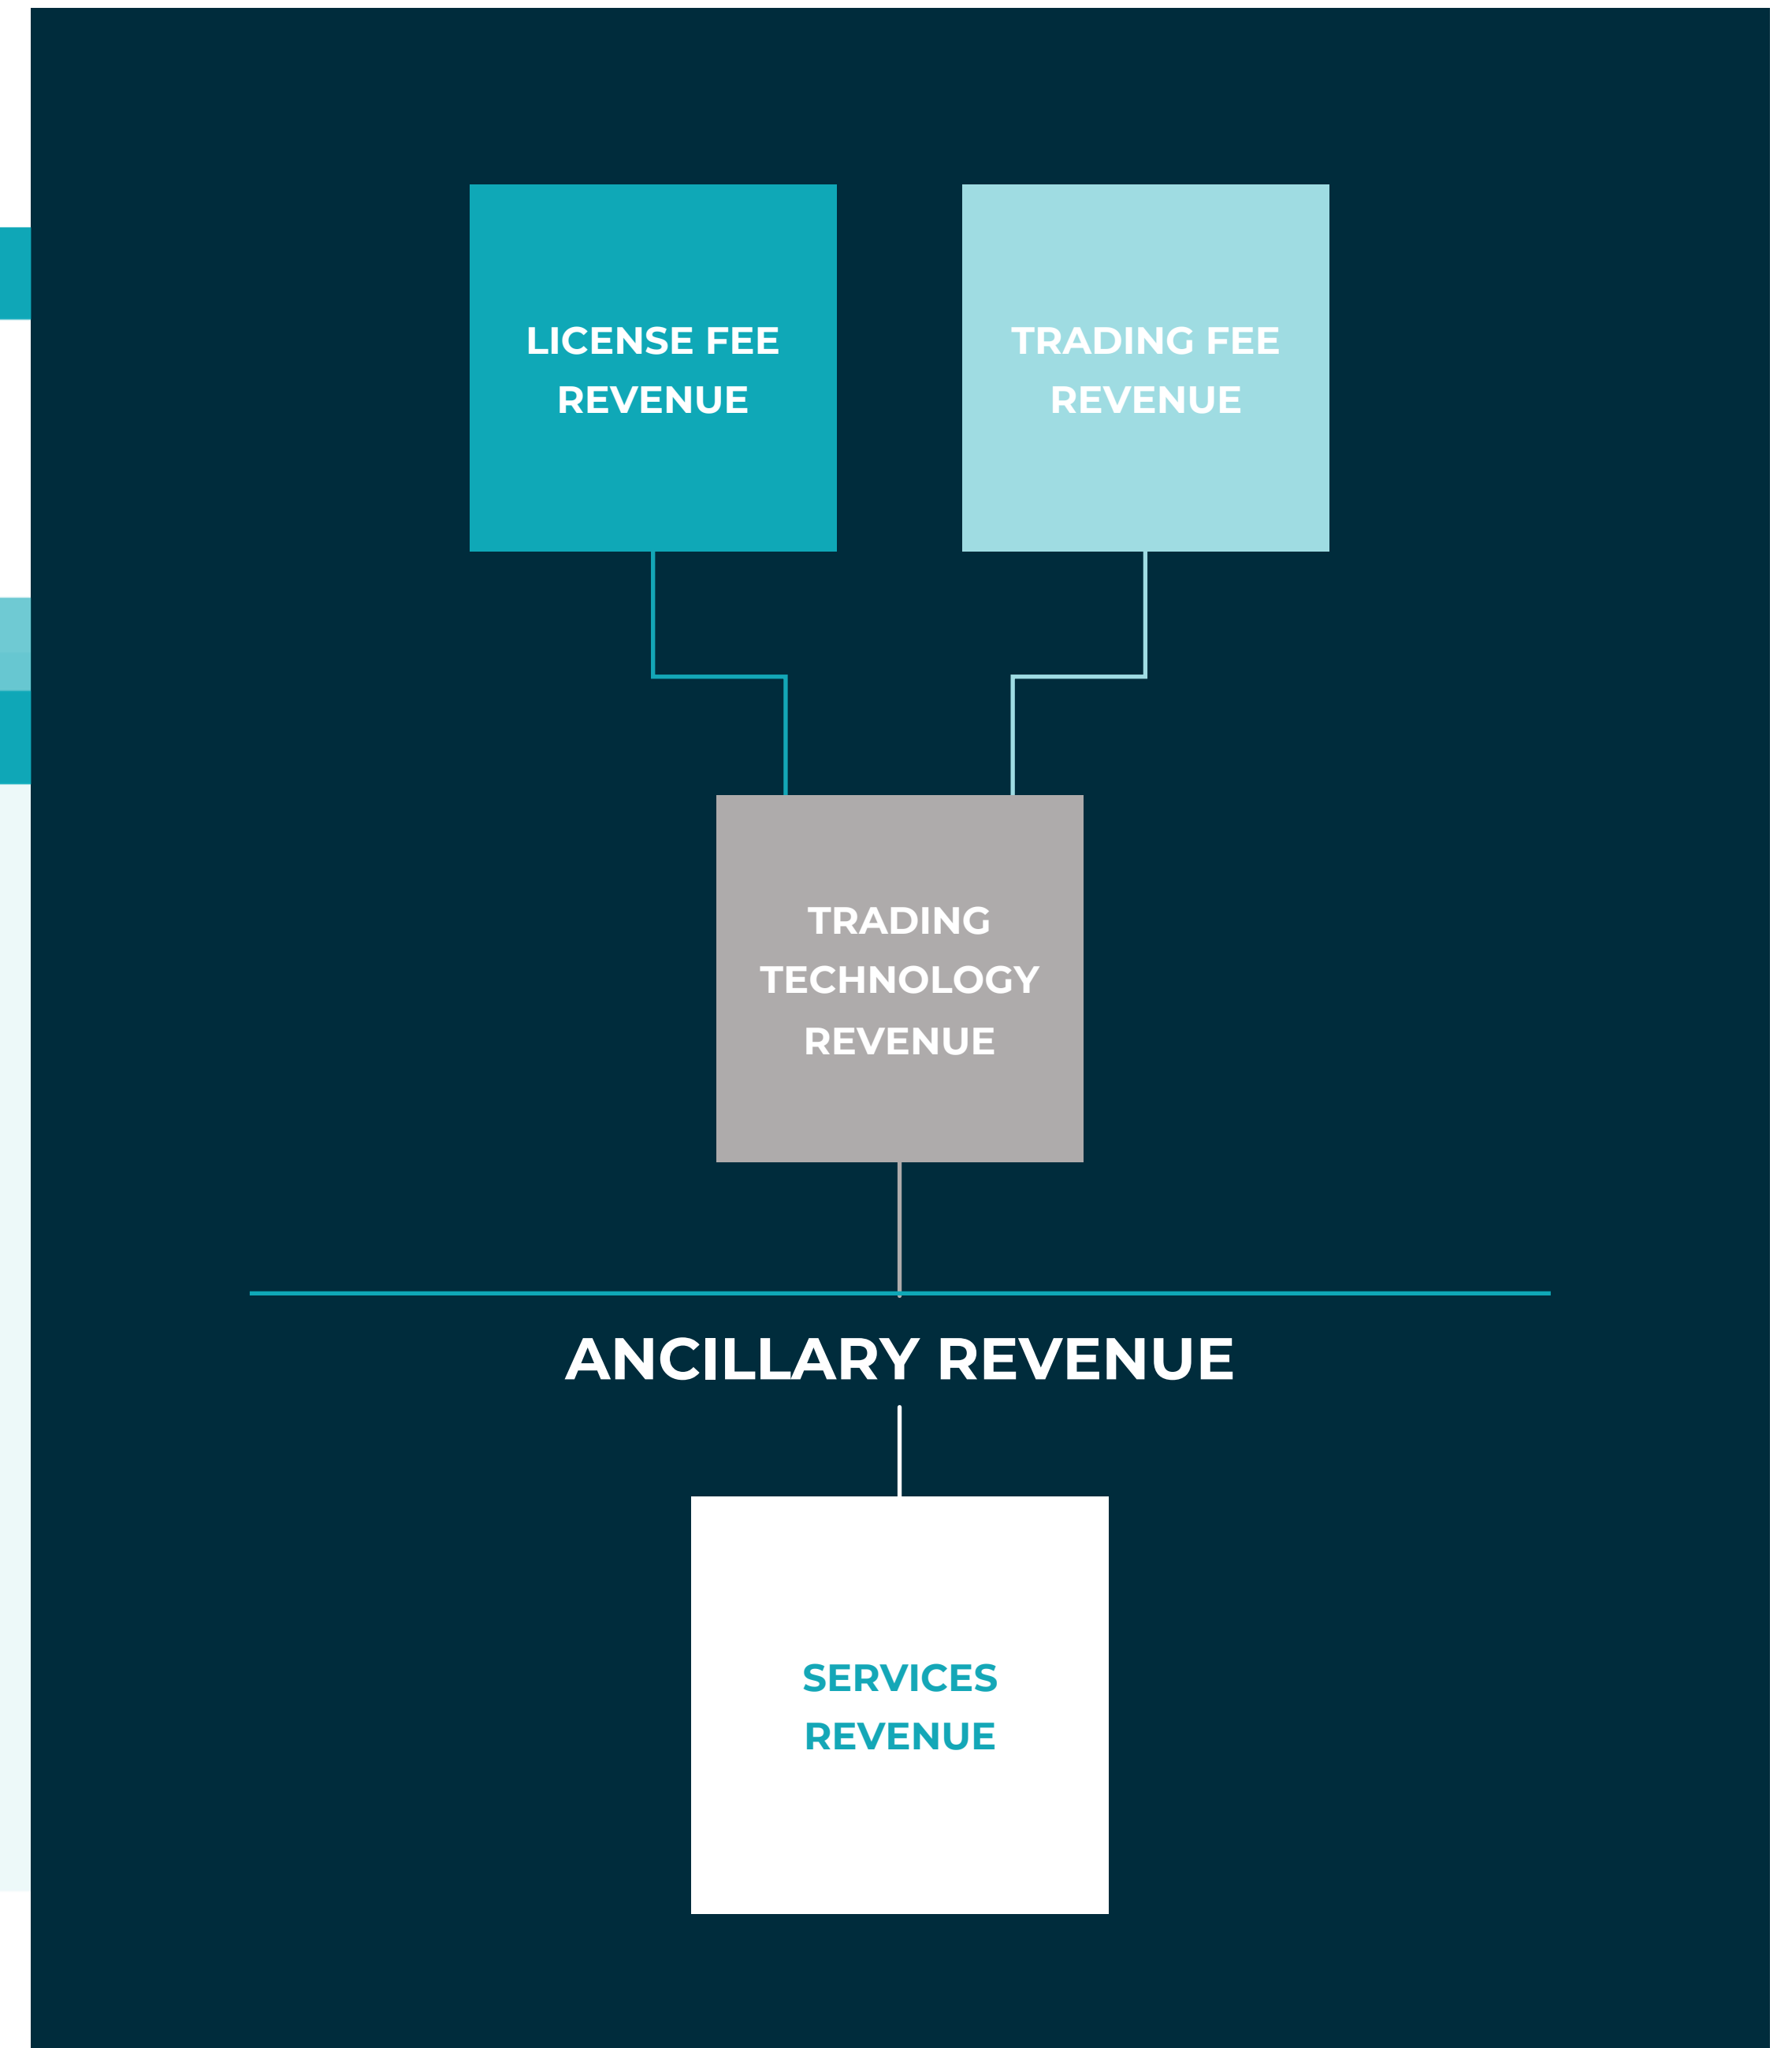 LICENSE FEE
REVENUE
TRADING FEE
REVENUE
TRADING
TECHNOLOGY
REVENUE
ANCILLARY REVENUE
SERVICES
REVENUE